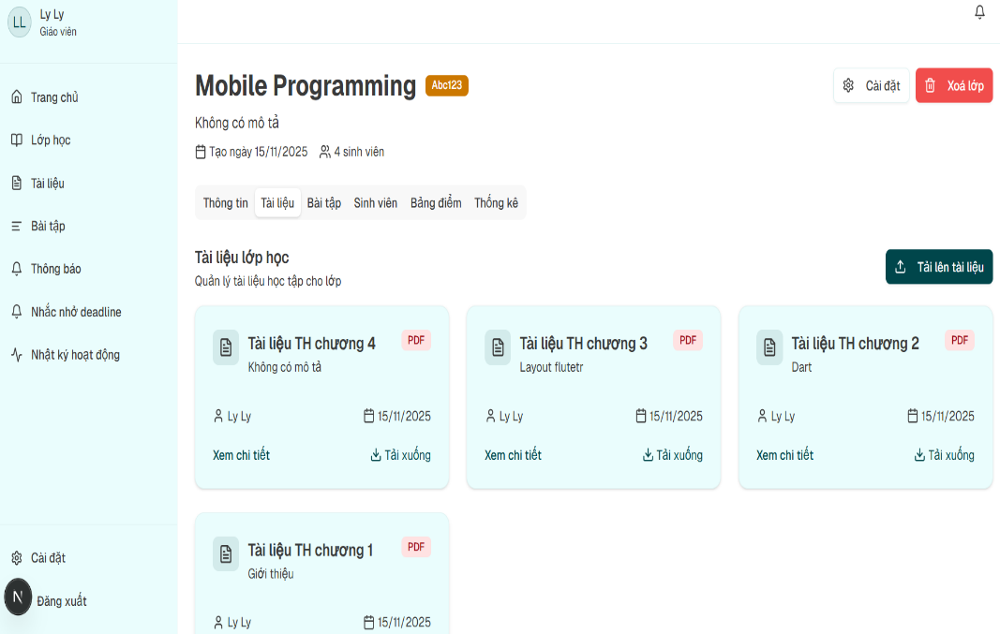 LL
Ly Ly
Giáo viên
Trang chủ
Lớp học
Tài liệu
Bài tập
Thông báo
Nhắc nhở deadline
Nhật ký hoạt động
Cài đặt
N
Đăng xuất
Mobile Programming Abc123
Cài đặt
Xoá lớp
Không có mô tả
Tạo ngày 15/11/2025 4 sinh viên
Thông tin Tài liệu Bài tập Sinh viên Bảng điểm Thống kê
Tài liệu lớp học
Quản lý tài liệu học tập cho lớp
Tải lên tài liệu
Tài liệu TH chương 4 PDF
Không có mô tả
Ly Ly 15/11/2025
Xem chi tiết Tải xuống
Tài liệu TH chương 3 PDF
Layout flutetr
Ly Ly 15/11/2025
Xem chi tiết Tải xuống
Tài liệu TH chương 2 PDF
Dart
Ly Ly 15/11/2025
Xem chi tiết Tải xuống
Tài liệu TH chương 1 PDF
Giới thiệu
Ly Ly 15/11/2025